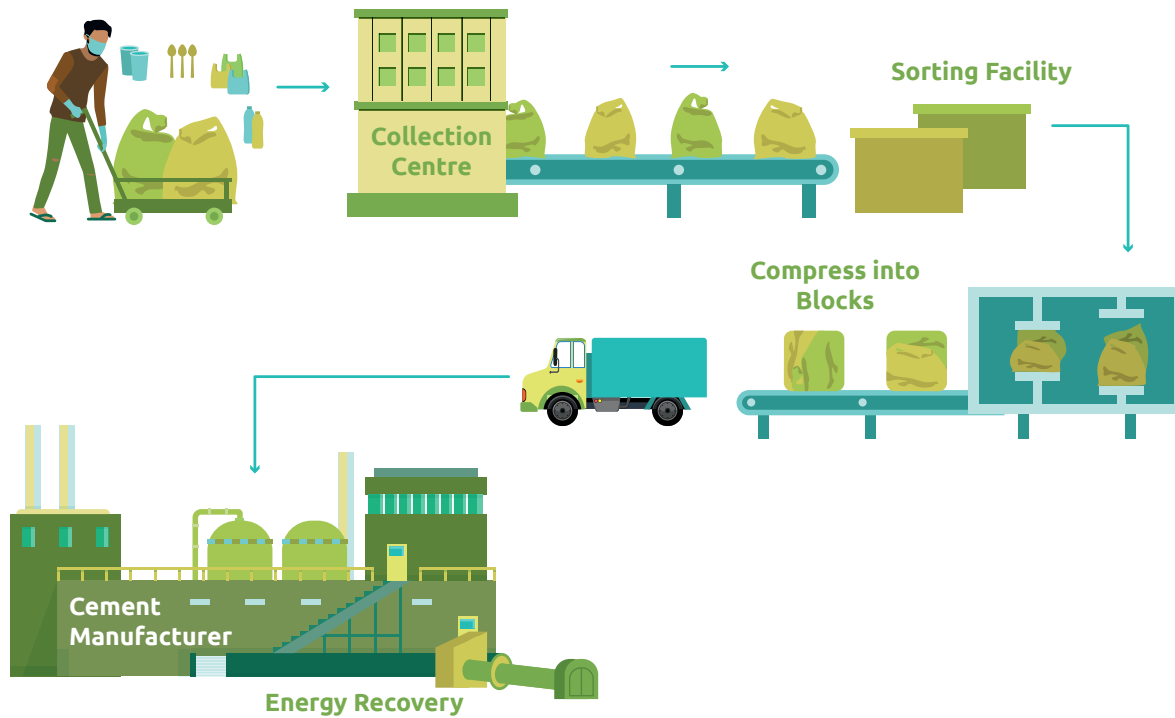 Collection
Centre
Sorting Facility
Compress into
Blocks
Cement
Manufacturer
Energy Recovery